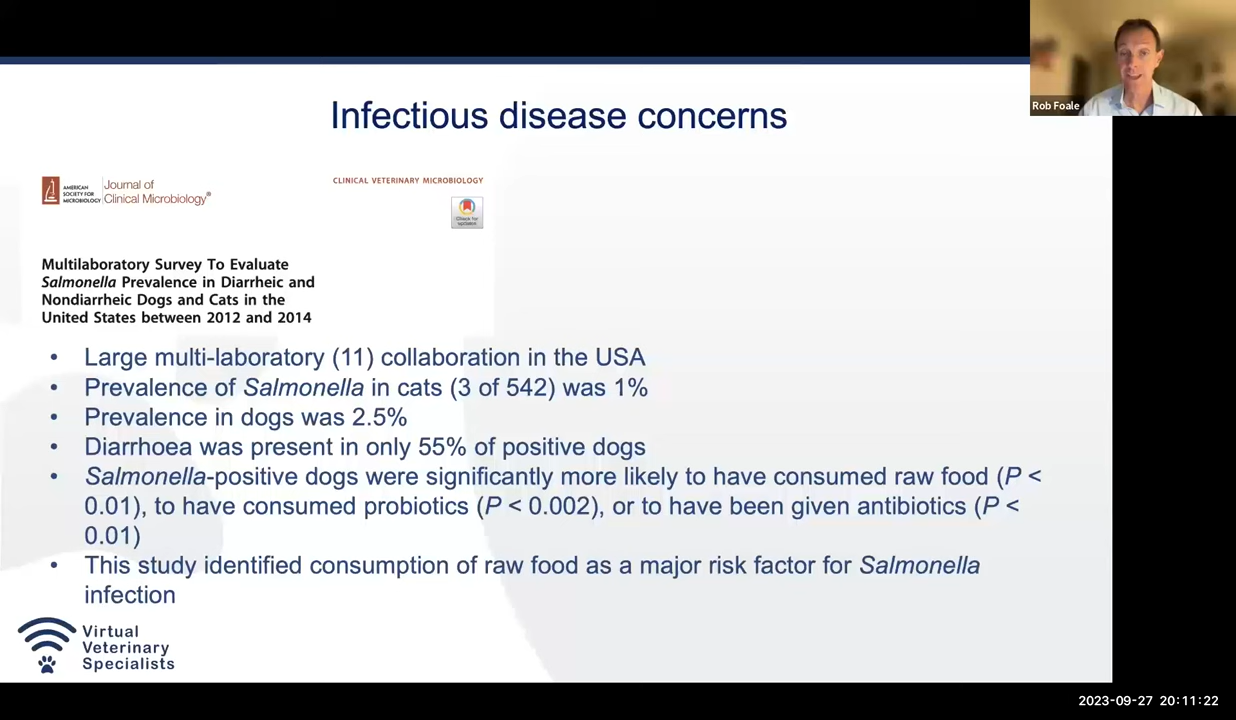 Rob Foale
Infectious disease concerns
AMERICAN
SOCIETY FOR
MICROBIOLOGY
Journal of
Clinical Microbiology®
CLINICAL VETERINARY MICROBIOLOGY
Check for
updates
Multilaboratory Survey To Evaluate
Salmonella Prevalence in Diarrheic and
Nondiarrheic Dogs and Cats in the
United States between 2012 and 2014
• Large multi-laboratory (11) collaboration in the USA
• Prevalence of Salmonella in cats (3 of 542) was 1%
• Prevalence in dogs was 2.5%
• Diarrhoea was present in only 55% of positive dogs
• Salmonella-positive dogs were significantly more likely to have consumed raw food (P <
0.01), to have consumed probiotics (P < 0.002), or to have been given antibiotics (P <
0.01)
• This study identified consumption of raw food as a major risk factor for Salmonella
infection
Virtual
Veterinary
Specialists
2023-09-27 20:11:22